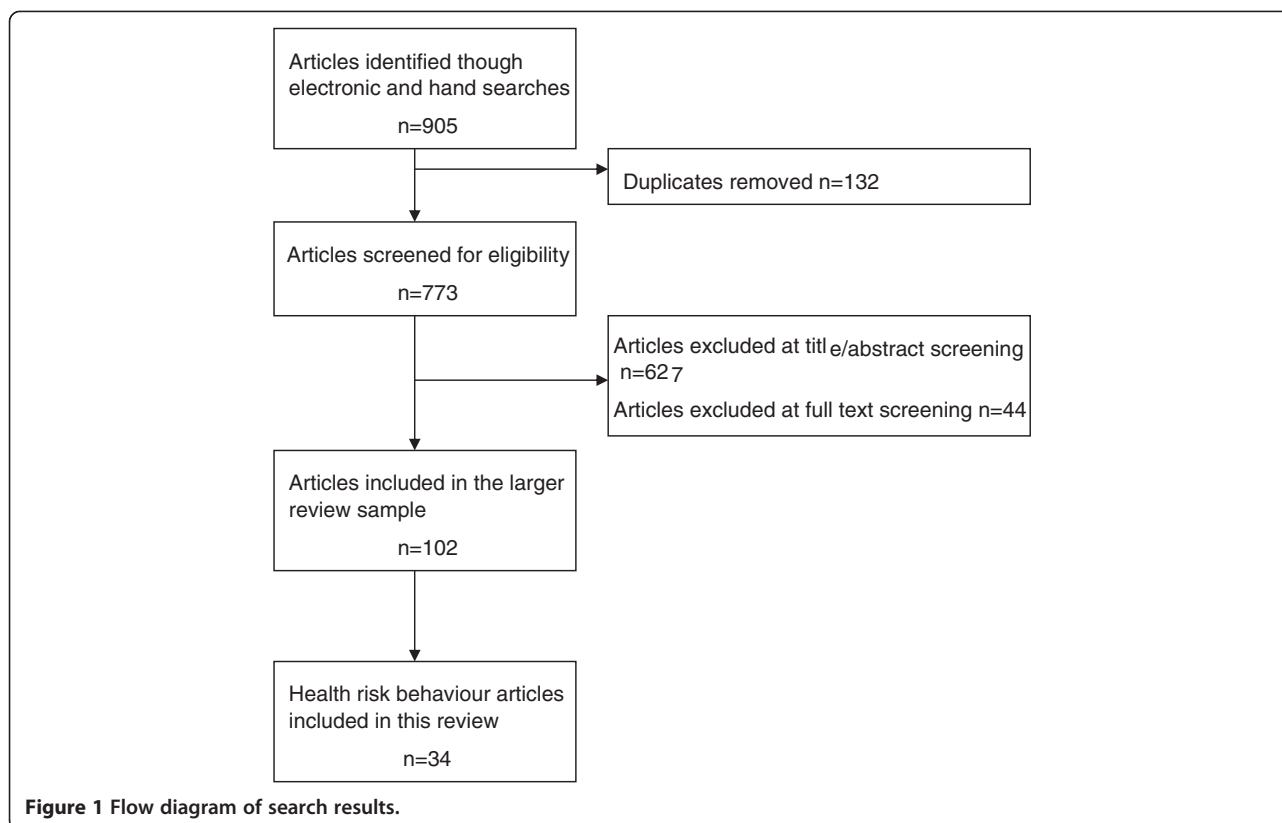 Articles identified though
electronic and hand searches
n=905
Duplicates removed n=132
Articles screened for eligibility
n=773
Articles excluded at title/abstract screening
n=627
Articles excluded at full text screening n=44
Articles included in the larger
review sample
n=102
Health risk behaviour articles
included in this review
n=34
Figure 1 Flow diagram of search results.